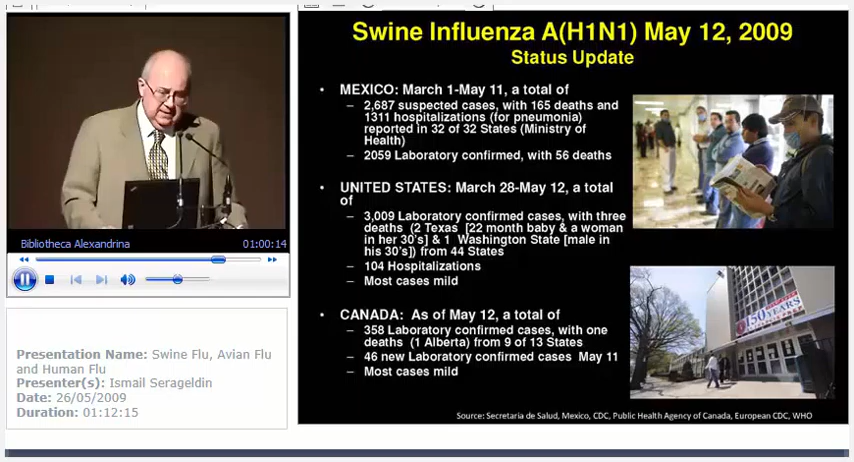 Swine Influenza A(H1N1) May 12, 2009
Status Update
• MEXICO: March 1-May 11, a total of
– 2,687 suspected cases, with 165 deaths and
1311 hospitalizations (for pneumonia)
reported in 32 of 32 States (Ministry of
Health)
– 2059 Laboratory confirmed, with 56 deaths
• UNITED STATES: March 28-May 12, a total
of
– 3,009 Laboratory confirmed cases, with three
deaths (2 Texas [22 month baby & a woman
in her 30's] & 1 Washington State [male in
his 30's]) from 44 States
– 104 Hospitalizations
– Most cases mild
• CANADA: As of May 12, a total of
– 358 Laboratory confirmed cases, with one
deaths (1 Alberta) from 9 of 13 States
– 46 new Laboratory confirmed cases May 11
– Most cases mild
150 YEARS
Source: Secretaria de Salud, Mexico, CDC, Public Health Agency of Canada, European CDC, WHO
Bibliotheca Alexandrina 01:00:14
Presentation Name: Swine Flu, Avian Flu
and Human Flu
Presenter(s): Ismail Serageldin
Date: 26/05/2009
Duration: 01:12:15